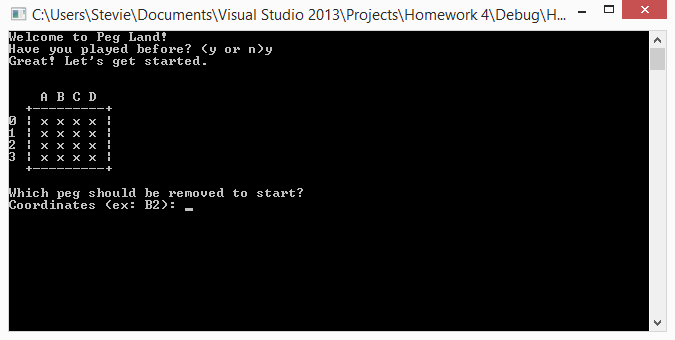 C:\Users\Stevie\Documents\Visual Studio 2013\Projects\Homework 4\Debug\H...
Welcome to Peg Land!
Have you played before? (y or n)y
Great! Let's get started.
A B C D
+---------+
0 ¦ x x x x ¦
1 ¦ x x x x ¦
2 ¦ x x x x ¦
3 ¦ x x x x ¦
+---------+
Which peg should be removed to start?
Coordinates (ex: B2): _